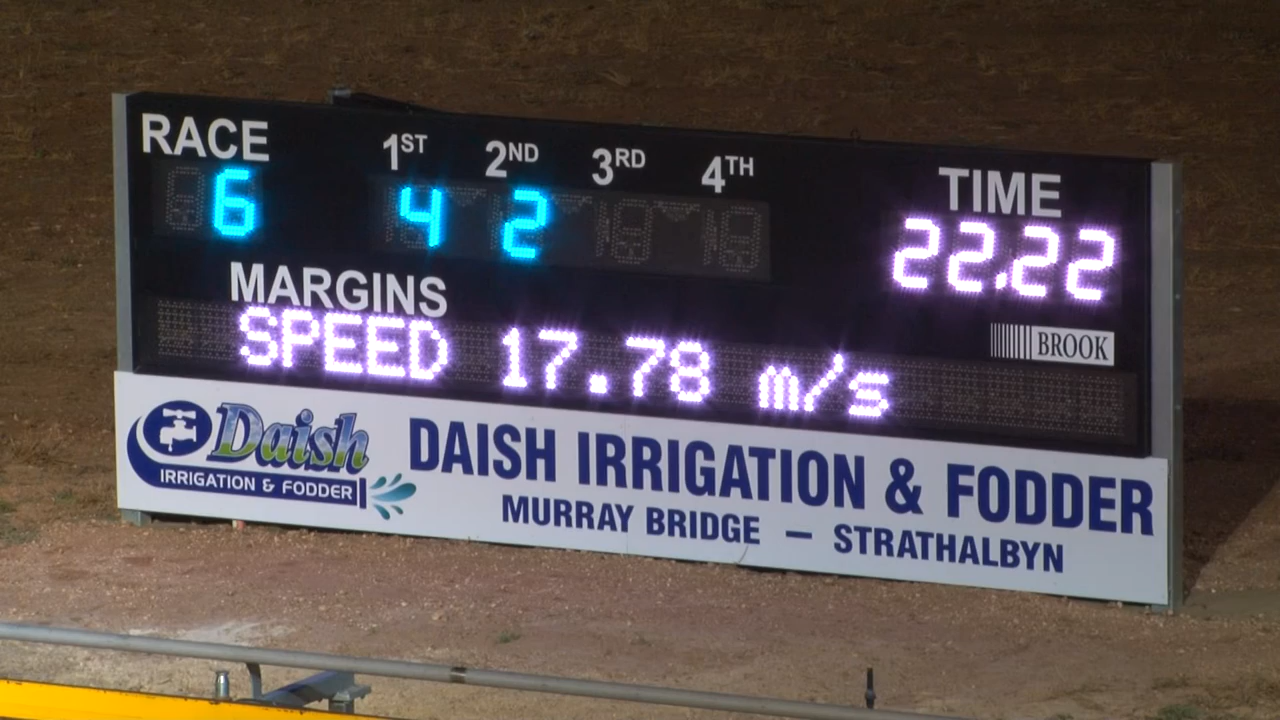 RACE 1ST 2ND 3RD 4TH TIME
6 4 2 22.22
MARGINS
SPEED 17.78 m/s
BROOK
Daish
IRRIGATION & FODDER
DAISH IRRIGATION & FODDER
MURRAY BRIDGE – STRATHALBYN